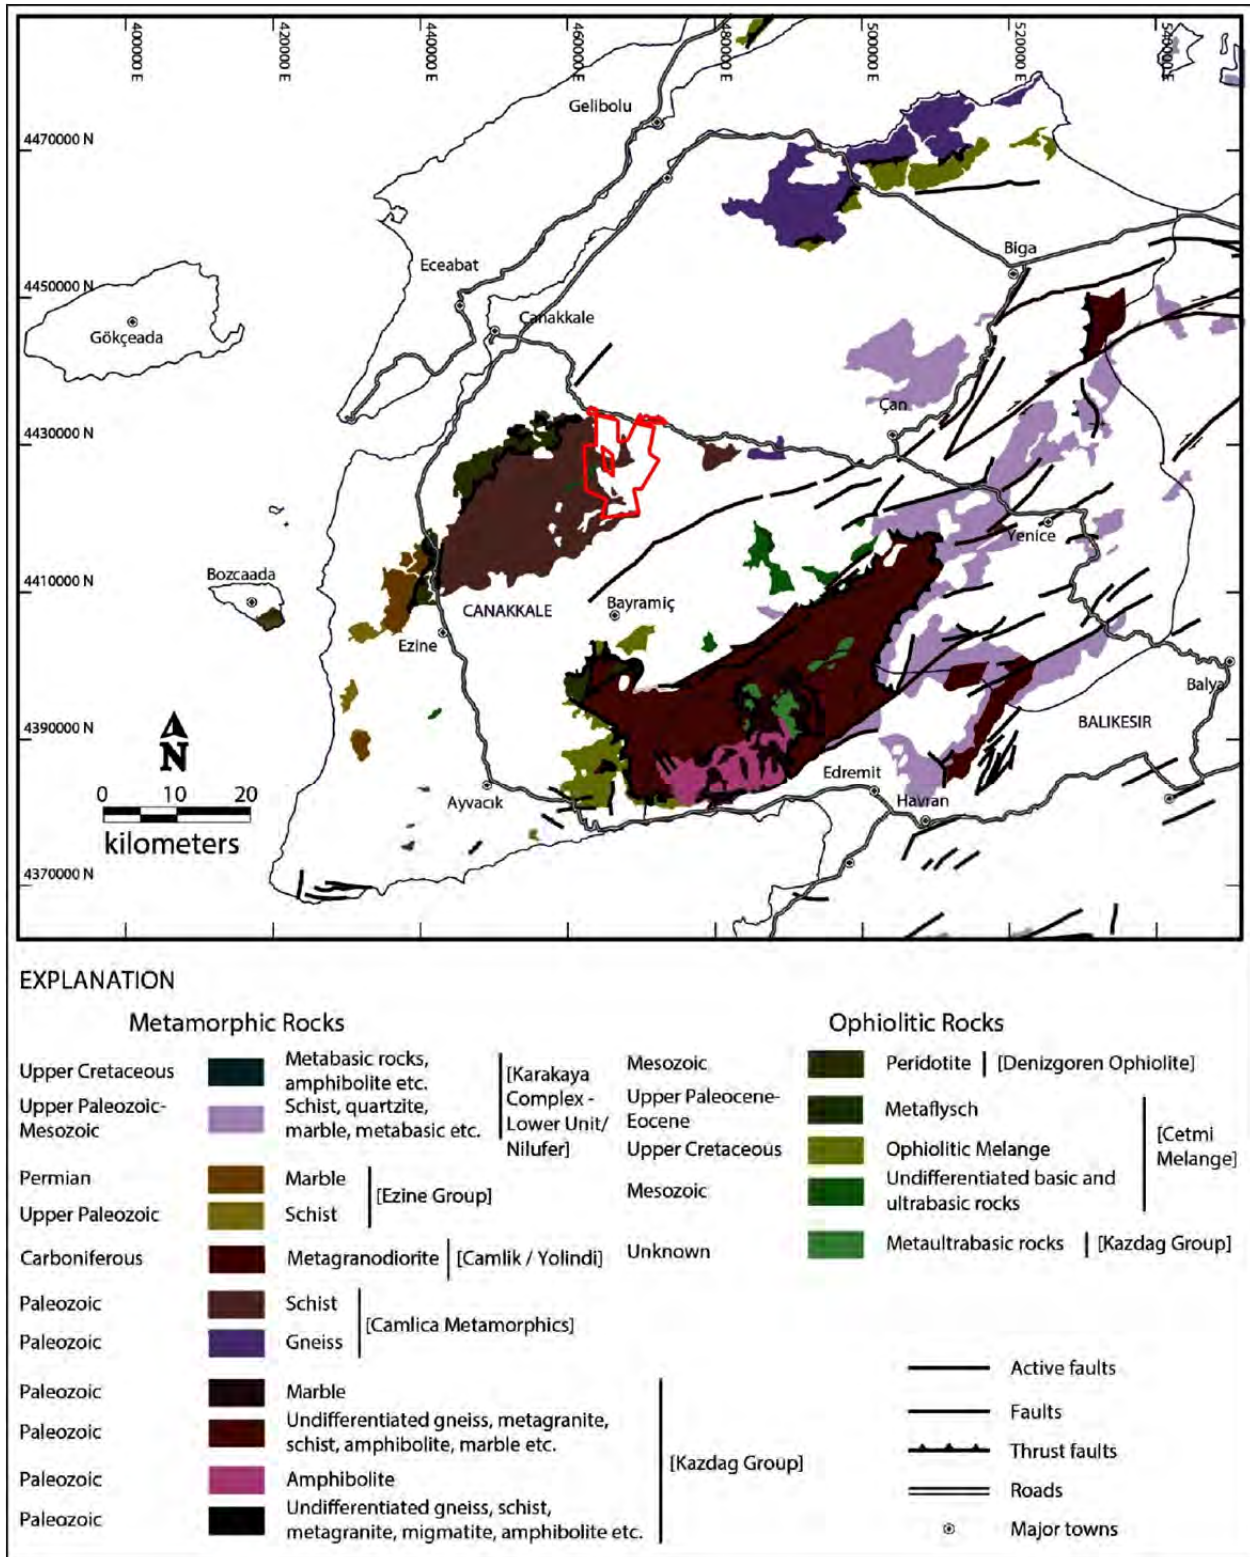 400000 E
420000 E
440000 E
460000 E
480000 E
500000 E
520000 E
540000 E
Gelibolu
4470000 N
Biga
Eceabat
4450000 N
Canakkale
Gökçeada
Çan
4430000 N
Yenice
Bozcaada
4410000 N
CANAKKALE
Bayramiç
Ezine
Balya
4390000 N
BALIKESIR
N
Edremit
0 10 20
Ayvacık
Havran
kilometers
4370000 N
EXPLANATION
Metamorphic Rocks
Upper Cretaceous
Metabasic rocks,
amphibolite etc.
Upper Paleozoic-
Mesozoic
Schist, quartzite,
marble, metabasic etc.
[Karakaya
Complex -
Lower Unit/
Nilufer]
Permian
Marble
Upper Paleozoic
Schist
[Ezine Group]
Carboniferous
Metagranodiorite
[Camlik / Yolindi]
Paleozoic
Schist
Paleozoic
Gneiss
[Camlica Metamorphics]
Paleozoic
Marble
Paleozoic
Undifferentiated gneiss, metagranite,
schist, amphibolite, marble etc.
Paleozoic
Amphibolite
Paleozoic
Undifferentiated gneiss, schist,
metagranite, migmatite, amphibolite etc.
[Kazdag Group]
Ophiolitic Rocks
Mesozoic
Peridotite
[Denizgoren Ophiolite]
Upper Paleocene-
Eocene
Metaflysch
Upper Cretaceous
Ophiolitic Melange
Mesozoic
Undifferentiated basic and
ultrabasic rocks
[Cetmi
Melange]
Unknown
Metaultrabasic rocks
[Kazdag Group]
Active faults
Faults
Thrust faults
Roads
Major towns